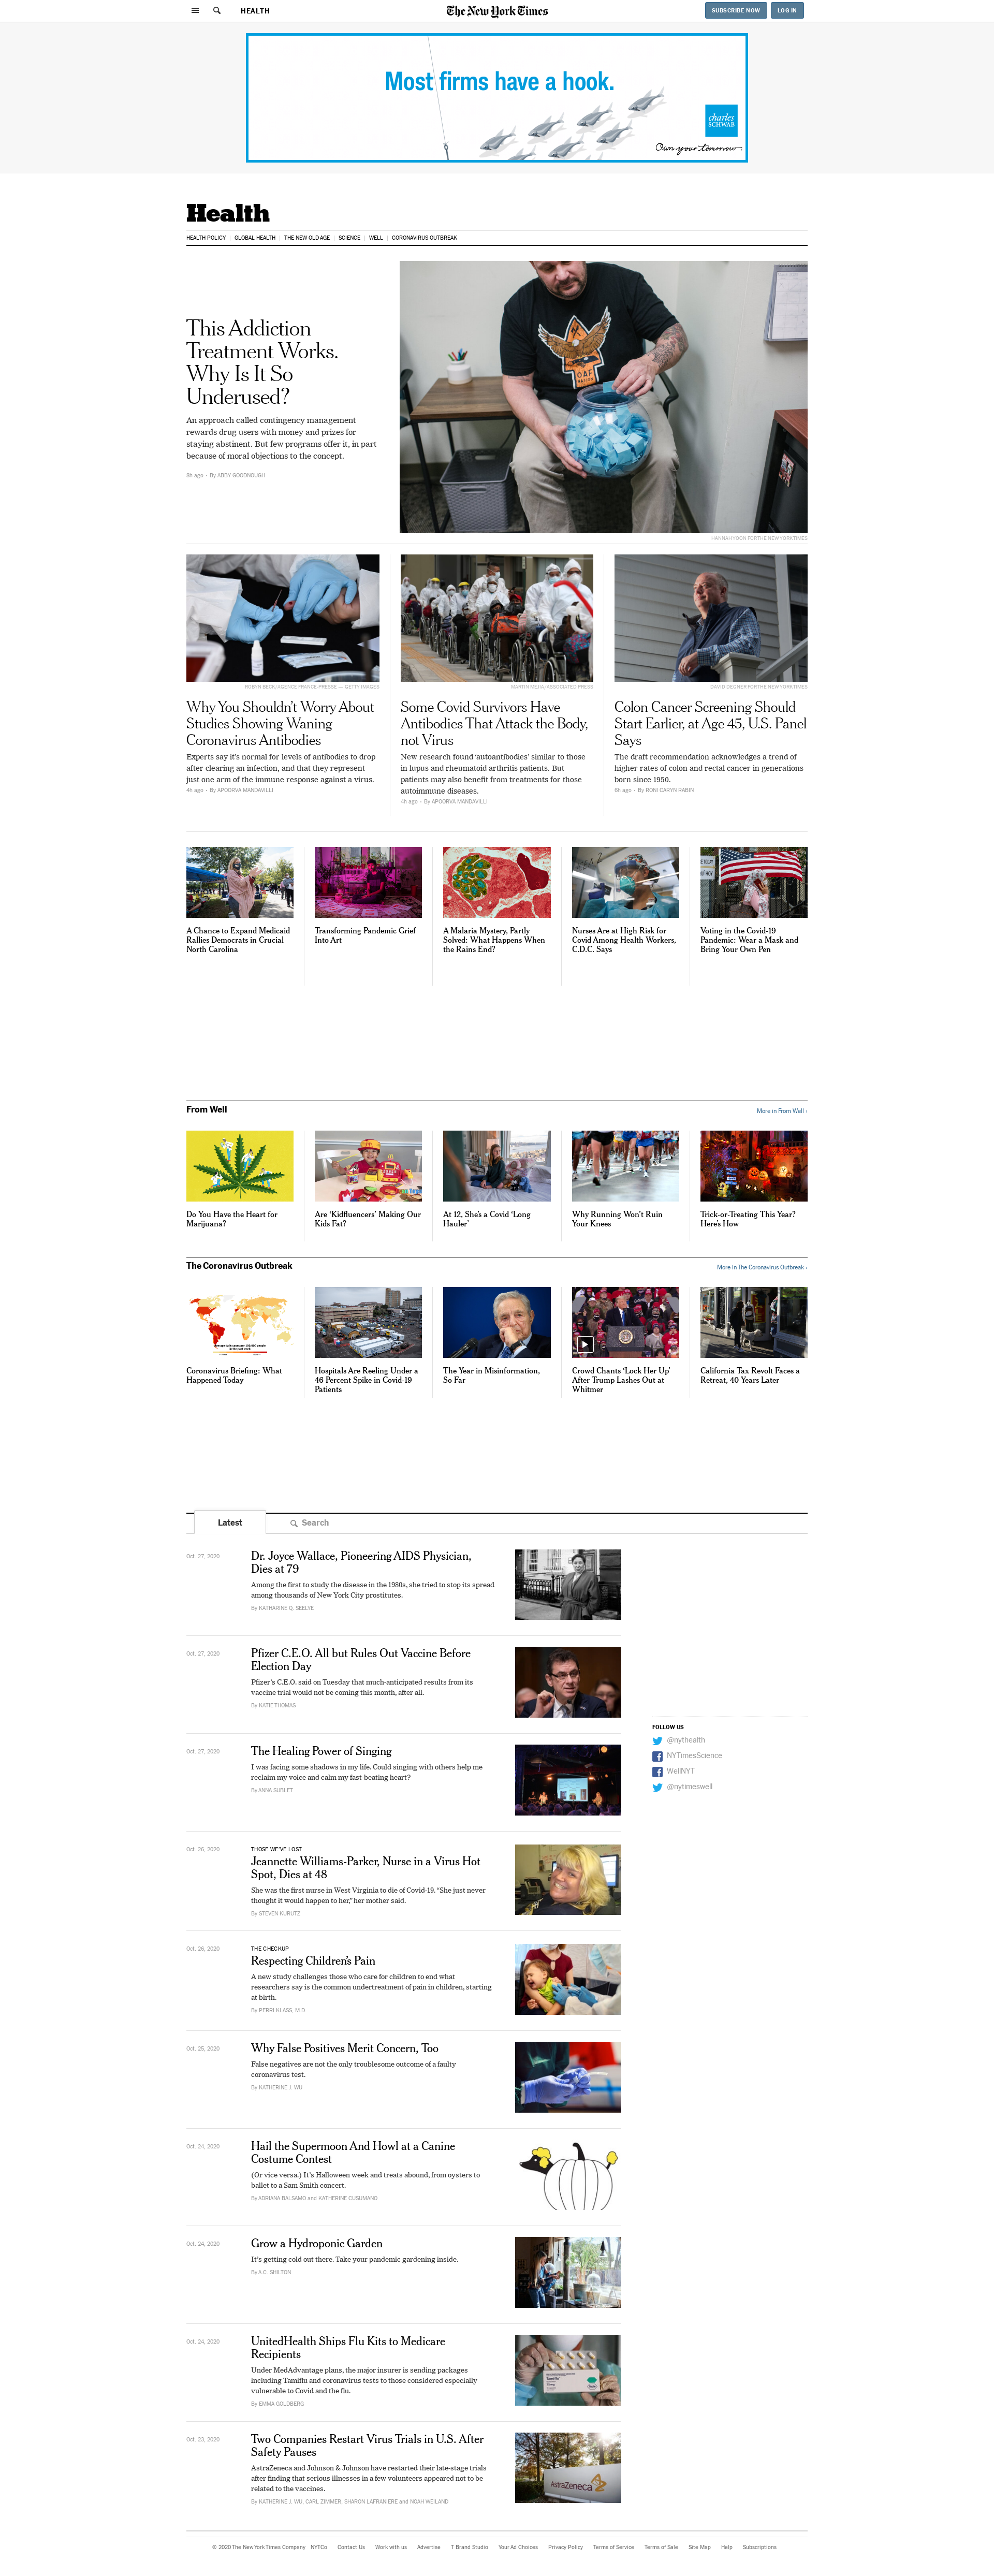 HEALTH
The New York Times
SUBSCRIBE NOW
LOG IN
Most firms have a hook.
charles
SCHWAB
Own your tomorrow
Health
HEALTH POLICY
GLOBAL HEALTH
THE NEW OLD AGE
SCIENCE
WELL
CORONAVIRUS OUTBREAK
This Addiction
Treatment Works.
Why Is It So
Underused?
An approach called contingency management
rewards drug users with money and prizes for
staying abstinent. But few programs offer it, in part
because of moral objections to the concept.
8h ago - By ABBY GOODNOUGH
OAF
NATION
HANNAH YOON FOR THE NEW YORK TIMES
ROBYN BECK/AGENCE FRANCE-PRESSE — GETTY IMAGES
Why You Shouldn't Worry About
Studies Showing Waning
Coronavirus Antibodies
Experts say it's normal for levels of antibodies to drop
after clearing an infection, and that they represent
just one arm of the immune response against a virus.
4h ago - By APOORVA MANDAVILLI
MARTIN MEJIA/ASSOCIATED PRESS
Some Covid Survivors Have
Antibodies That Attack the Body,
not Virus
New research found 'autoantibodies' similar to those
in lupus and rheumatoid arthritis patients. But
patients may also benefit from treatments for those
autoimmune diseases.
4h ago - By APOORVA MANDAVILLI
DAVID DEGNER FOR THE NEW YORK TIMES
Colon Cancer Screening Should
Start Earlier, at Age 45, U.S. Panel
Says
The draft recommendation acknowledges a trend of
higher rates of colon and rectal cancer in generations
born since 1950.
6h ago - By RONI CARYN RABIN
A Chance to Expand Medicaid
Rallies Democrats in Crucial
North Carolina
Transforming Pandemic Grief
Into Art
A Malaria Mystery, Partly
Solved: What Happens When
the Rains End?
Nurses Are at High Risk for
Covid Among Health Workers,
C.D.C. Says
Voting in the Covid-19
Pandemic: Wear a Mask and
Bring Your Own Pen
From Well
More in From Well ›
Do You Have the Heart for
Marijuana?
Are 'Kidfluencers' Making Our
Kids Fat?
At 12, She's a Covid 'Long
Hauler'
Why Running Won't Ruin
Your Knees
Trick-or-Treating This Year?
Here's How
The Coronavirus Outbreak
More in The Coronavirus Outbreak ›
Coronavirus Briefing: What
Happened Today
Hospitals Are Reeling Under a
46 Percent Spike in Covid-19
Patients
The Year in Misinformation,
So Far
Crowd Chants 'Lock Her Up'
After Trump Lashes Out at
Whitmer
California Tax Revolt Faces a
Retreat, 40 Years Later
Latest
Search
Oct. 27, 2020
Dr. Joyce Wallace, Pioneering AIDS Physician,
Dies at 79
Among the first to study the disease in the 1980s, she tried to stop its spread
among thousands of New York City prostitutes.
By KATHARINE Q. SEELYE
Oct. 27, 2020
Pfizer C.E.O. All but Rules Out Vaccine Before
Election Day
Pfizer's C.E.O. said on Tuesday that much-anticipated results from its
vaccine trial would not be coming this month, after all.
By KATIE THOMAS
FOLLOW US
@nythealth
NYTimesScience
WellNYT
@nytimeswell
Oct. 27, 2020
The Healing Power of Singing
I was facing some shadows in my life. Could singing with others help me
reclaim my voice and calm my fast-beating heart?
By ANNA SUBLET
Oct. 26, 2020
THOSE WE'VE LOST
Jeannette Williams-Parker, Nurse in a Virus Hot
Spot, Dies at 48
She was the first nurse in West Virginia to die of Covid-19. "She just never
thought it would happen to her," her mother said.
By STEVEN KURUTZ
Oct. 26, 2020
THE CHECKUP
Respecting Children's Pain
A new study challenges those who care for children to end what
researchers say is the common undertreatment of pain in children, starting
at birth.
By PERRI KLASS, M.D.
Oct. 25, 2020
Why False Positives Merit Concern, Too
False negatives are not the only troublesome outcome of a faulty
coronavirus test.
By KATHERINE J. WU
Oct. 24, 2020
Hail the Supermoon And Howl at a Canine
Costume Contest
(Or vice versa.) It's Halloween week and treats abound, from oysters to
ballet to a Sam Smith concert.
By ADRIANA BALSAMO and KATHERINE CUSUMANO
Oct. 24, 2020
Grow a Hydroponic Garden
It's getting cold out there. Take your pandemic gardening inside.
By A.C. SHILTON
Oct. 24, 2020
UnitedHealth Ships Flu Kits to Medicare
Recipients
Under MedAdvantage plans, the major insurer is sending packages
including Tamiflu and coronavirus tests to those considered especially
vulnerable to Covid and the flu.
By EMMA GOLDBERG
Tamiflu
Oct. 23, 2020
Two Companies Restart Virus Trials in U.S. After
Safety Pauses
AstraZeneca and Johnson & Johnson have restarted their late-stage trials
after finding that serious illnesses in a few volunteers appeared not to be
related to the vaccines.
By KATHERINE J. WU, CARL ZIMMER, SHARON LAFRANIERE and NOAH WEILAND
AstraZeneca
© 2020 The New York Times Company
NYTCo
Contact Us
Work with us
Advertise
T Brand Studio
Your Ad Choices
Privacy Policy
Terms of Service
Terms of Sale
Site Map
Help
Subscriptions